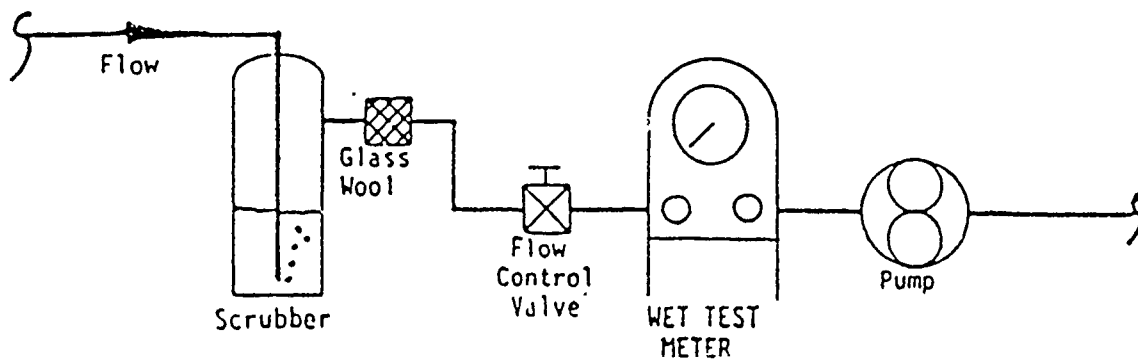 Flow
Glass
Wool
Flow
Control
Valve
Pump
Scrubber
WET TEST
METER